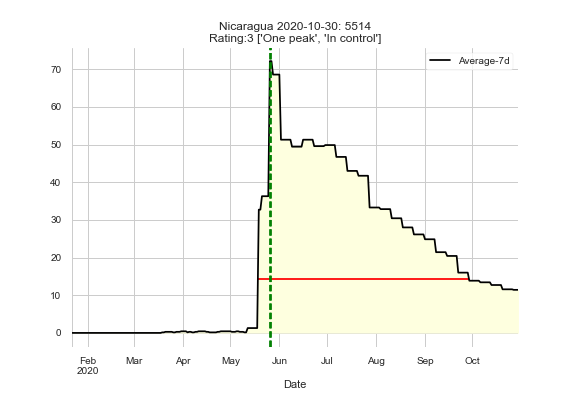 Nicaragua 2020-10-30: 5514
Rating:3 ['One peak', 'In control']
Average-7d
70
60
50
40
30
20
10
0
Feb Mar Apr May Jun Jul Aug Sep Oct
2020
Date